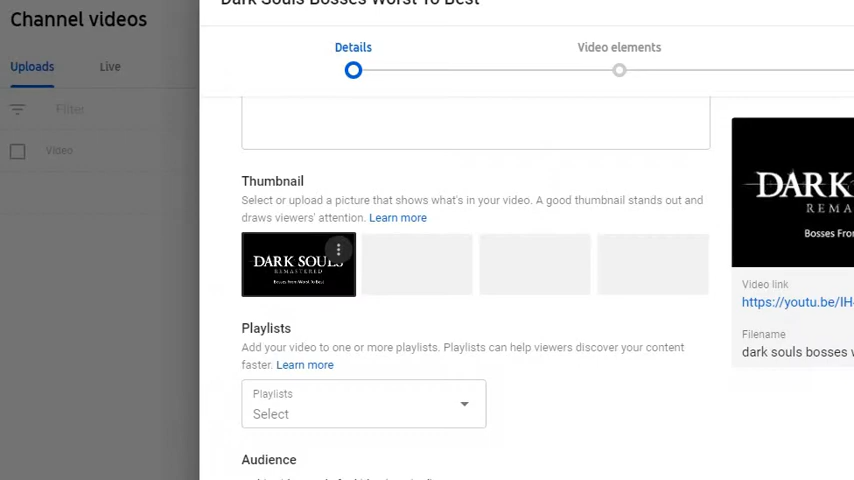 Channel videos
Dark Souls Bosses Worst To Best
Uploads
Live
Details
Video elements
Filter
Video
Thumbnail
Select or upload a picture that shows what's in your video. A good thumbnail stands out and
draws viewers' attention. Learn more
DARK SOULS
REMASTERED
Bosses From Worst To Best
DARK
REMA
Bosses Fro
Video link
https://youtu.be/IH
Filename
dark souls bosses w
Playlists
Add your video to one or more playlists. Playlists can help viewers discover your content
faster. Learn more
Playlists
Select
Audience